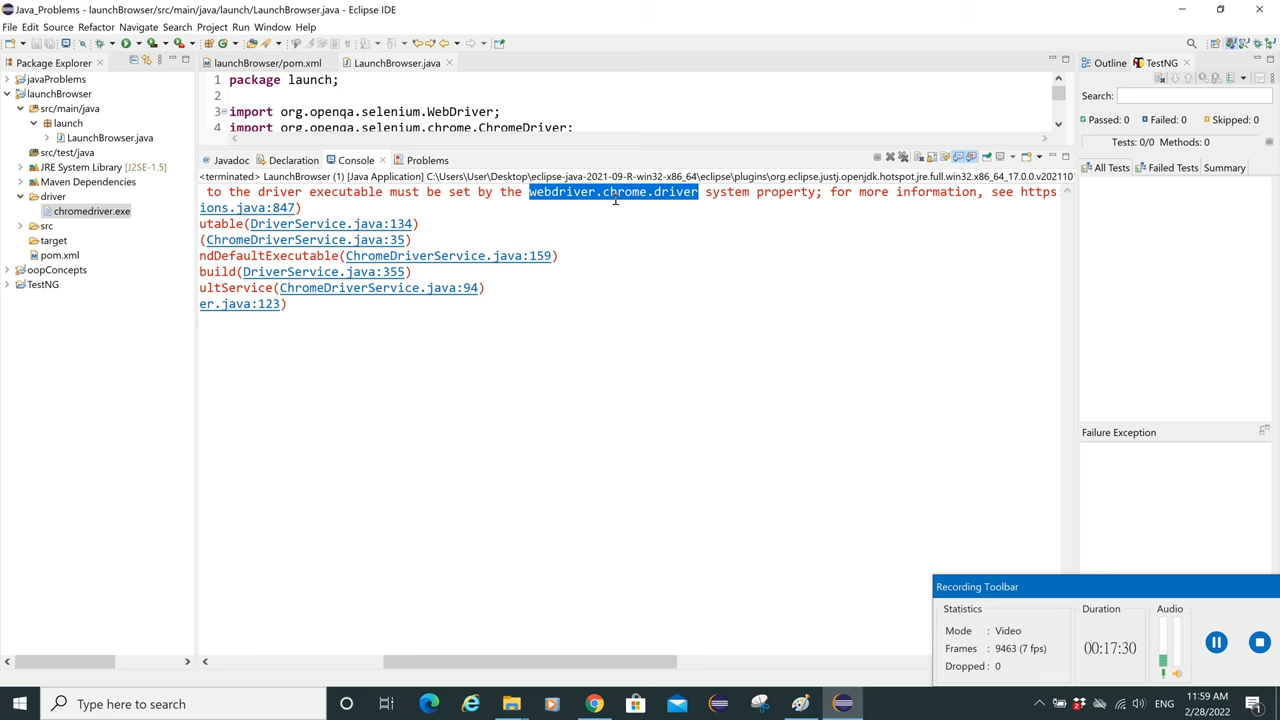 Java_Problems - launchBrowser/src/main/java/launch/LaunchBrowser.java - Eclipse IDE
File Edit Source Refactor Navigate Search Project Run Window Help
Package Explorer
launchBrowser/pom.xml
LaunchBrowser.java
Outline
TestNG
javaProblems
launchBrowser
src/main/java
launch
LaunchBrowser.java
src/test/java
JRE System Library [J2SE-1.5]
Maven Dependencies
driver
chromedriver.exe
src
target
pom.xml
oopConcepts
TestNG
1 package launch;
2
3 import org.openqa.selenium.WebDriver;
4 import org.openqa.selenium.chrome.ChromeDriver;
Javadoc Declaration Console Problems
<terminated> LaunchBrowser (1) [Java Application] C:\Users\User\Desktop\eclipse-java-2021-09-R-win32-x86_64\eclipse\plugins\org.eclipse.justj.openjdk.hotspot.jre.full.win32.x86_64_17.0.0.v202110
to the driver executable must be set by the webdriver.chrome.driver system property; for more information, see https:
ions.java:847)
utable(DriverService.java:134)
(ChromeDriverService.java:35)
ndDefaultExecutable(ChromeDriverService.java:159)
build(DriverService.java:355)
ultService(ChromeDriverService.java:94)
er.java:123)
Search:
Passed: 0 Failed: 0 Skipped: 0
Tests: 0/0 Methods: 0
All Tests Failed Tests Summary
Failure Exception
Recording Toolbar
Statistics
Mode : Video
Frames : 9463 (7 fps)
Dropped : 0
Duration
00:17:30
Audio
Type here to search
2
ENG
11:59 AM
2/28/2022
1